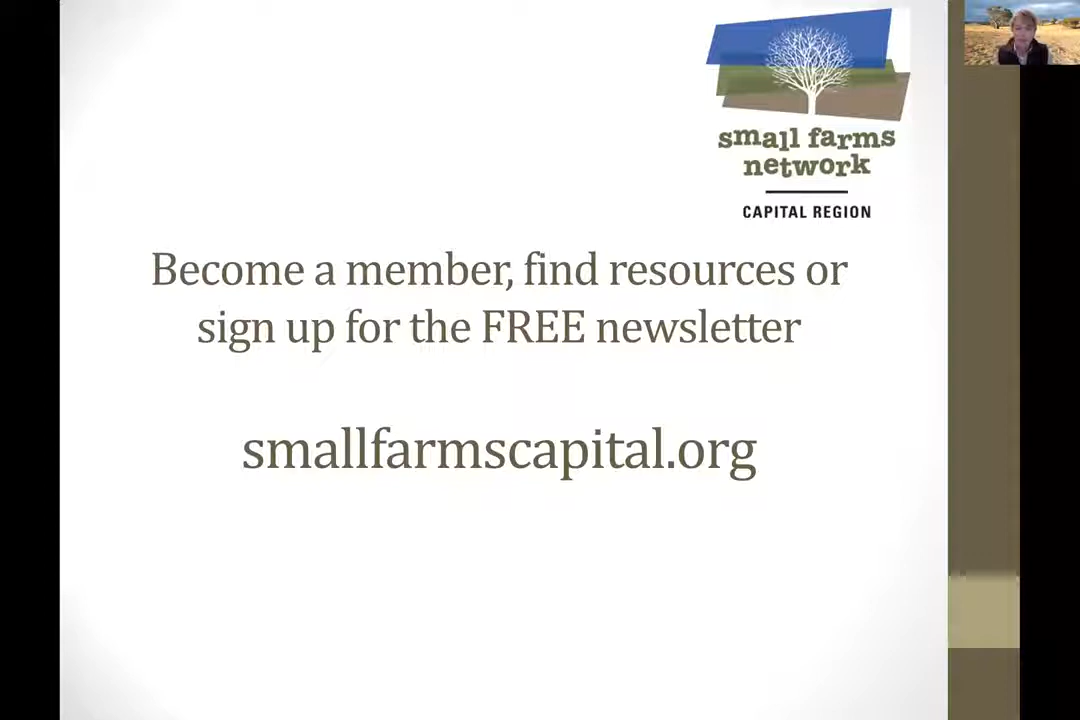 small farms
network
CAPITAL REGION
Become a member, find resources or
sign up for the FREE newsletter
smallfarmscapital.org